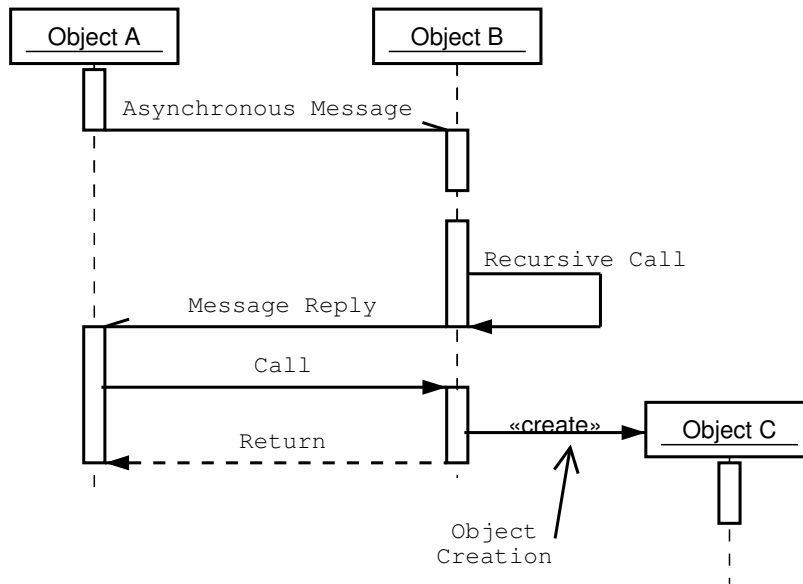 Object A
Object B
Asynchronous Message
Recursive Call
Message Reply
Call
«create»
Object C
Return
Object
Creation